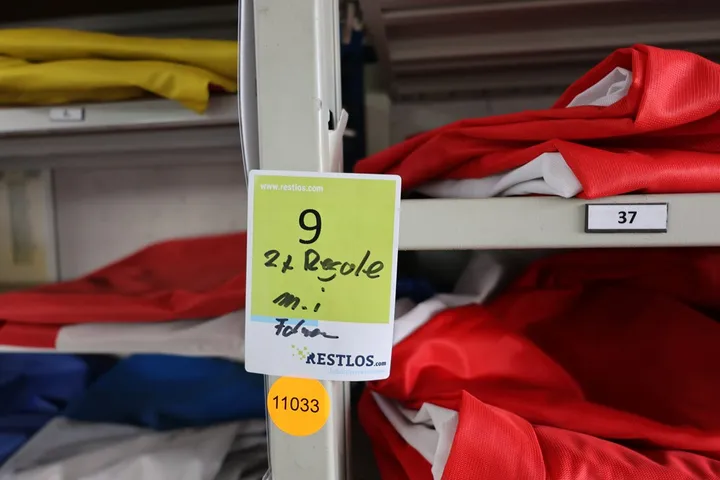 www.restlos.com
9
2x Regale
m. i
RESTLOS.com
11033
37